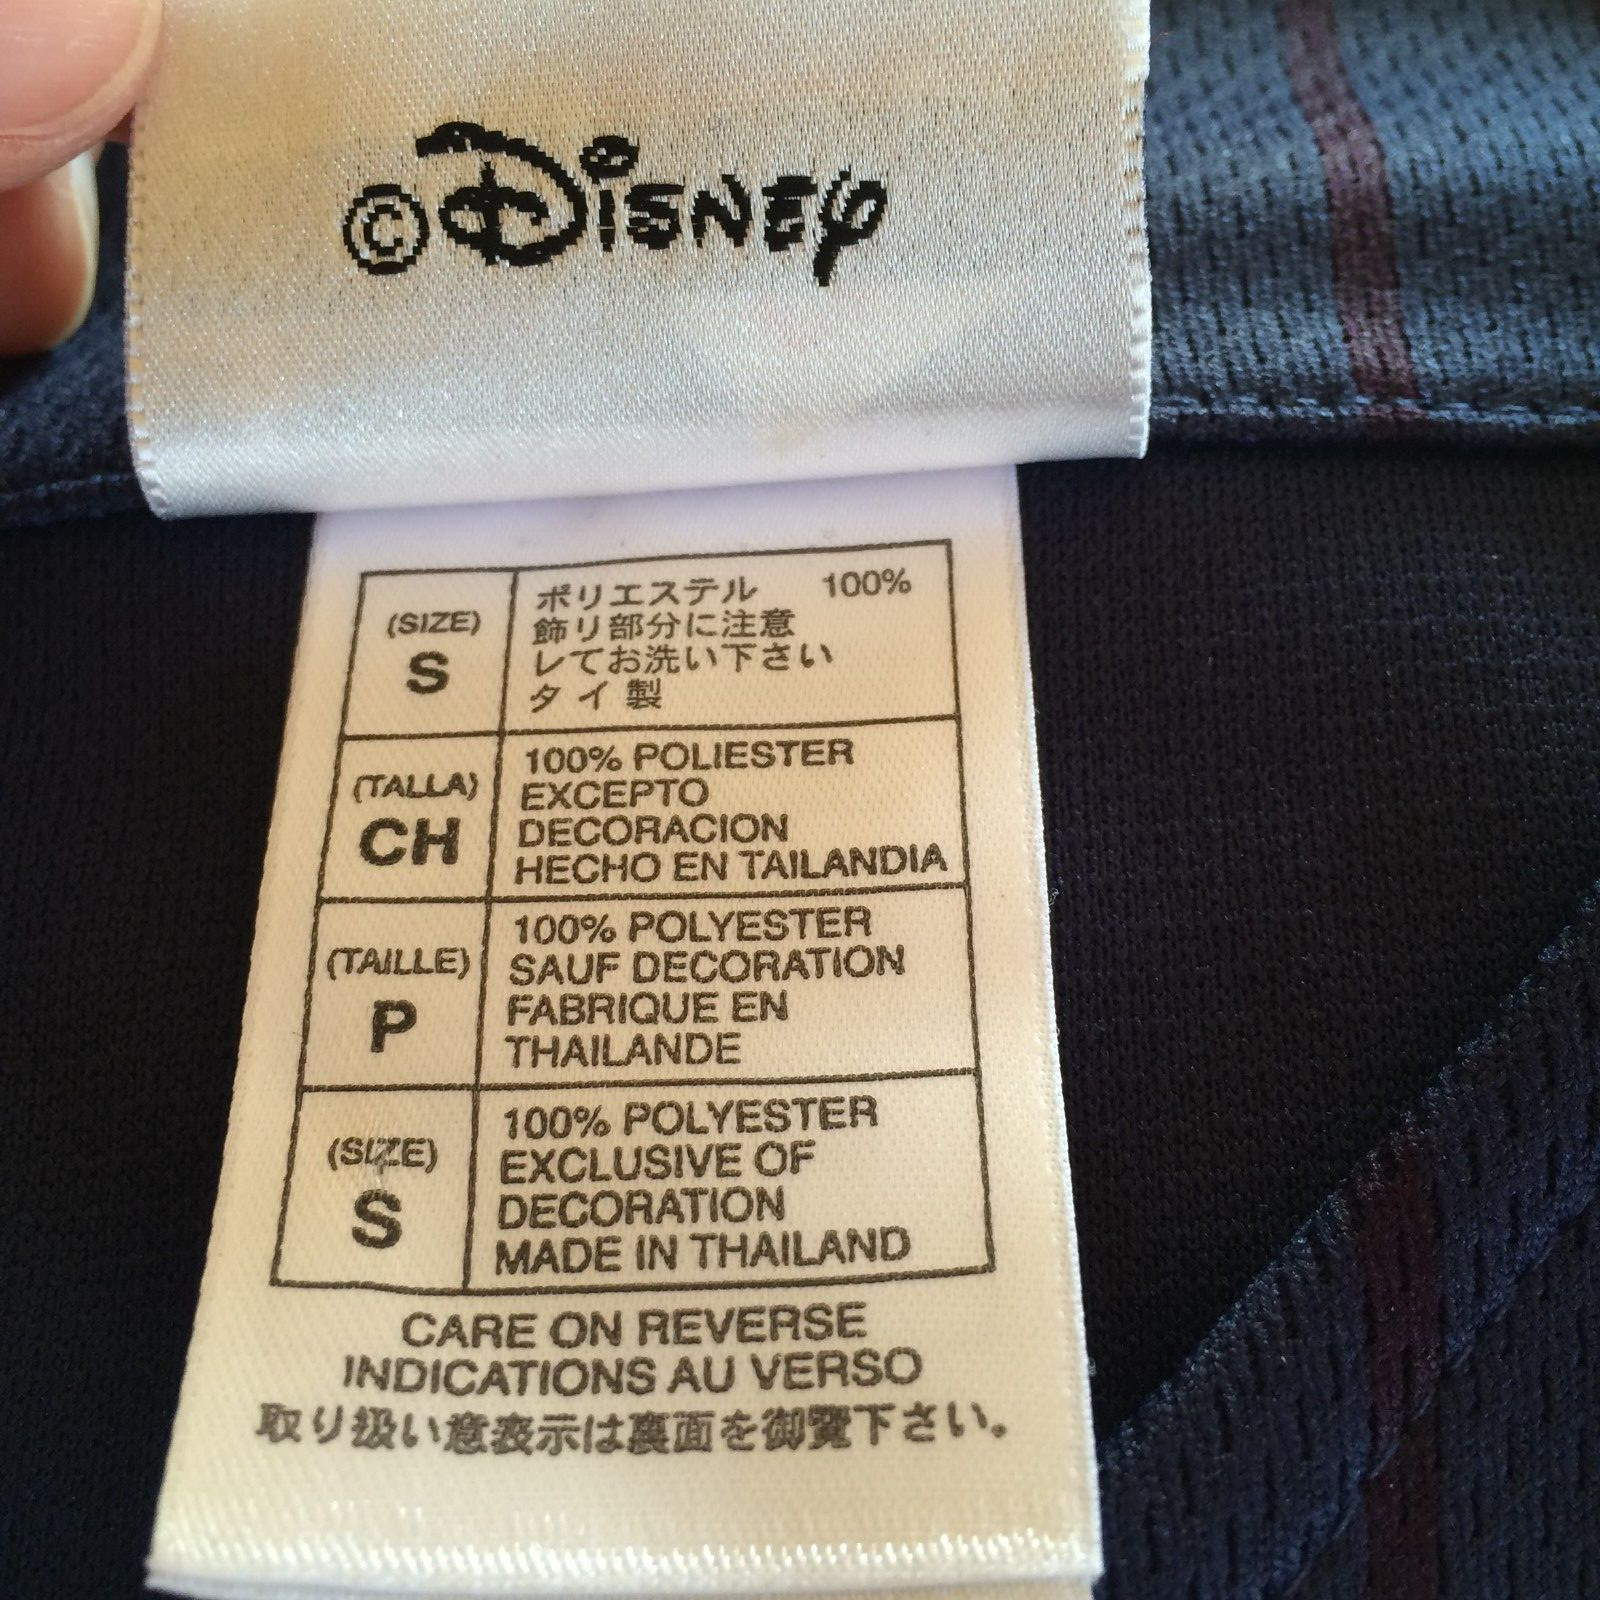 © Disney
(SIZE)
S
ポリエステル 100%
飾り部分に注意
レてお洗い下さい
タイ製
(TALLA)
CH
100% POLIESTER
EXCEPTO
DECORACION
HECHO EN TAILANDIA
(TAILLE)
P
100% POLYESTER
SAUF DECORATION
FABRIQUE EN
THAILANDE
(SIZE)
S
100% POLYESTER
EXCLUSIVE OF
DECORATION
MADE IN THAILAND
CARE ON REVERSE
INDICATIONS AU VERSO
取り扱い意表示は裏面を御覽下さい。